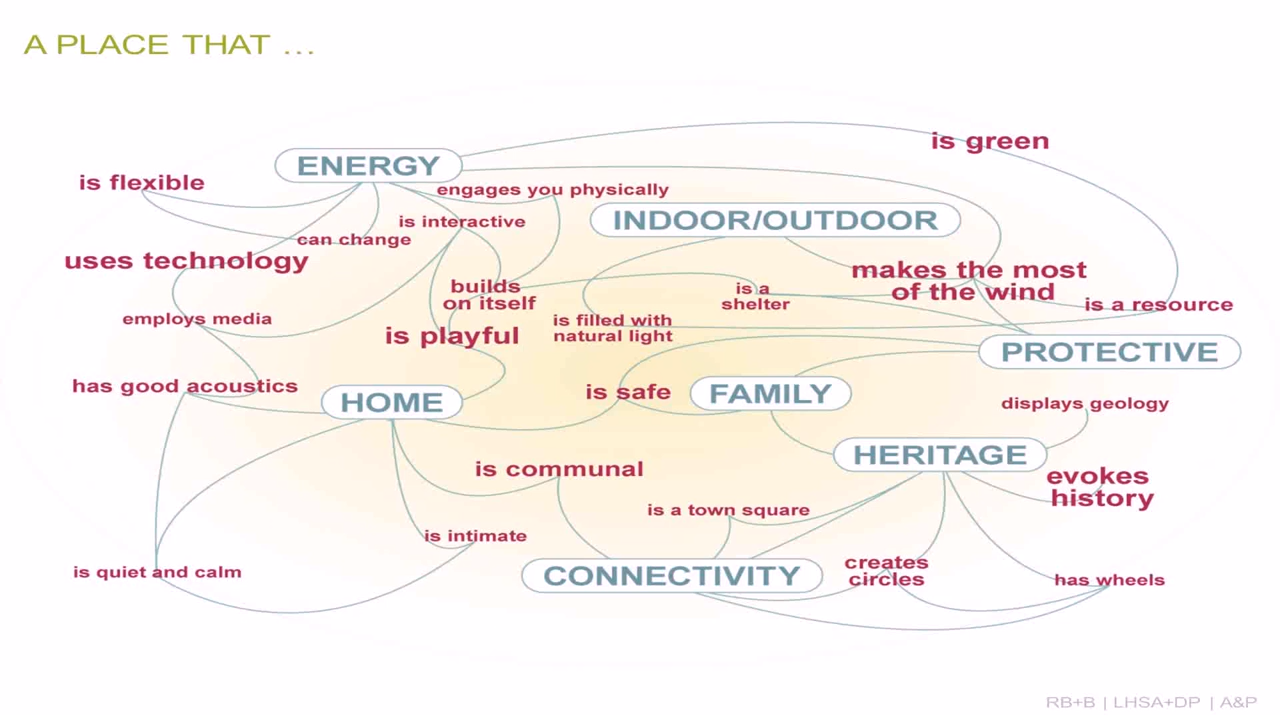 A PLACE THAT ...
is green
ENERGY
is flexible
engages you physically
is interactive
INDOOR/OUTDOOR
can change
uses technology
makes the most
of the wind
builds
on itself
is a
shelter
is a resource
employs media
is filled with
natural light
is playful
PROTECTIVE
has good acoustics
HOME
is safe
FAMILY
displays geology
HERITAGE
is communal
evokes
history
is a town square
is intimate
CONNECTIVITY
creates
circles
is quiet and calm
has wheels
RB+B | LHSA+DP | A&P